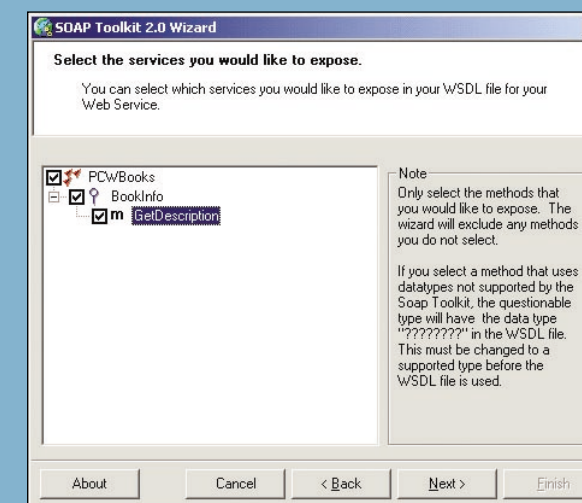 SOAP Toolkit 2.0 Wizard
Select the services you would like to expose.
You can select which services you would like to expose in your WSDL file for your
Web Service.
PCWBooks
BookInfo
m GetDescription
Note
Only select the methods that
you would like to expose. The
wizard will exclude any methods
you do not select.
If you select a method that uses
datatypes not supported by the
Soap Toolkit, the questionable
type will have the data type
"????????" in the WSDL file.
This must be changed to a
supported type before the
WSDL file is used.
About
Cancel
< Back
Next >
Finish